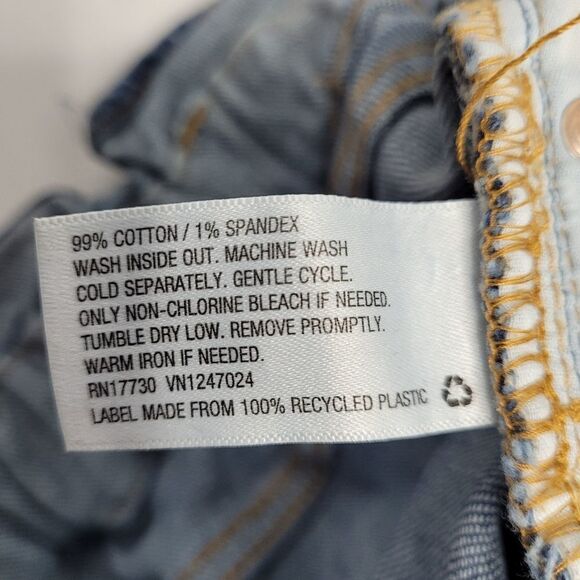 99% COTTON / 1% SPANDEX
WASH INSIDE OUT. MACHINE WASH
COLD SEPARATELY. GENTLE CYCLE.
ONLY NON-CHLORINE BLEACH IF NEEDED.
TUMBLE DRY LOW. REMOVE PROMPTLY.
WARM IRON IF NEEDED.
RN17730 VN1247024
LABEL MADE FROM 100% RECYCLED PLASTIC